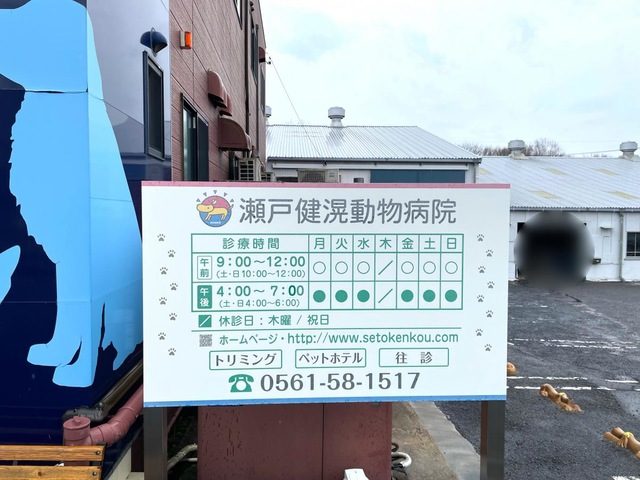 瀬戸健滉動物病院
診療時間 月 火 水 木 金 土 日
午前 9:00〜12:00 (土・日10:00〜12:00) ○ ○ ○ ／ ○ ○ ○
午後 4:00〜 7:00 (土・日4:00〜6:00) ● ● ● ／ ● ● ●
休診日：木曜 / 祝日
ホームページ・http://www.setokenkou.com
トリミング ペットホテル 往診
☎ 0561-58-1517